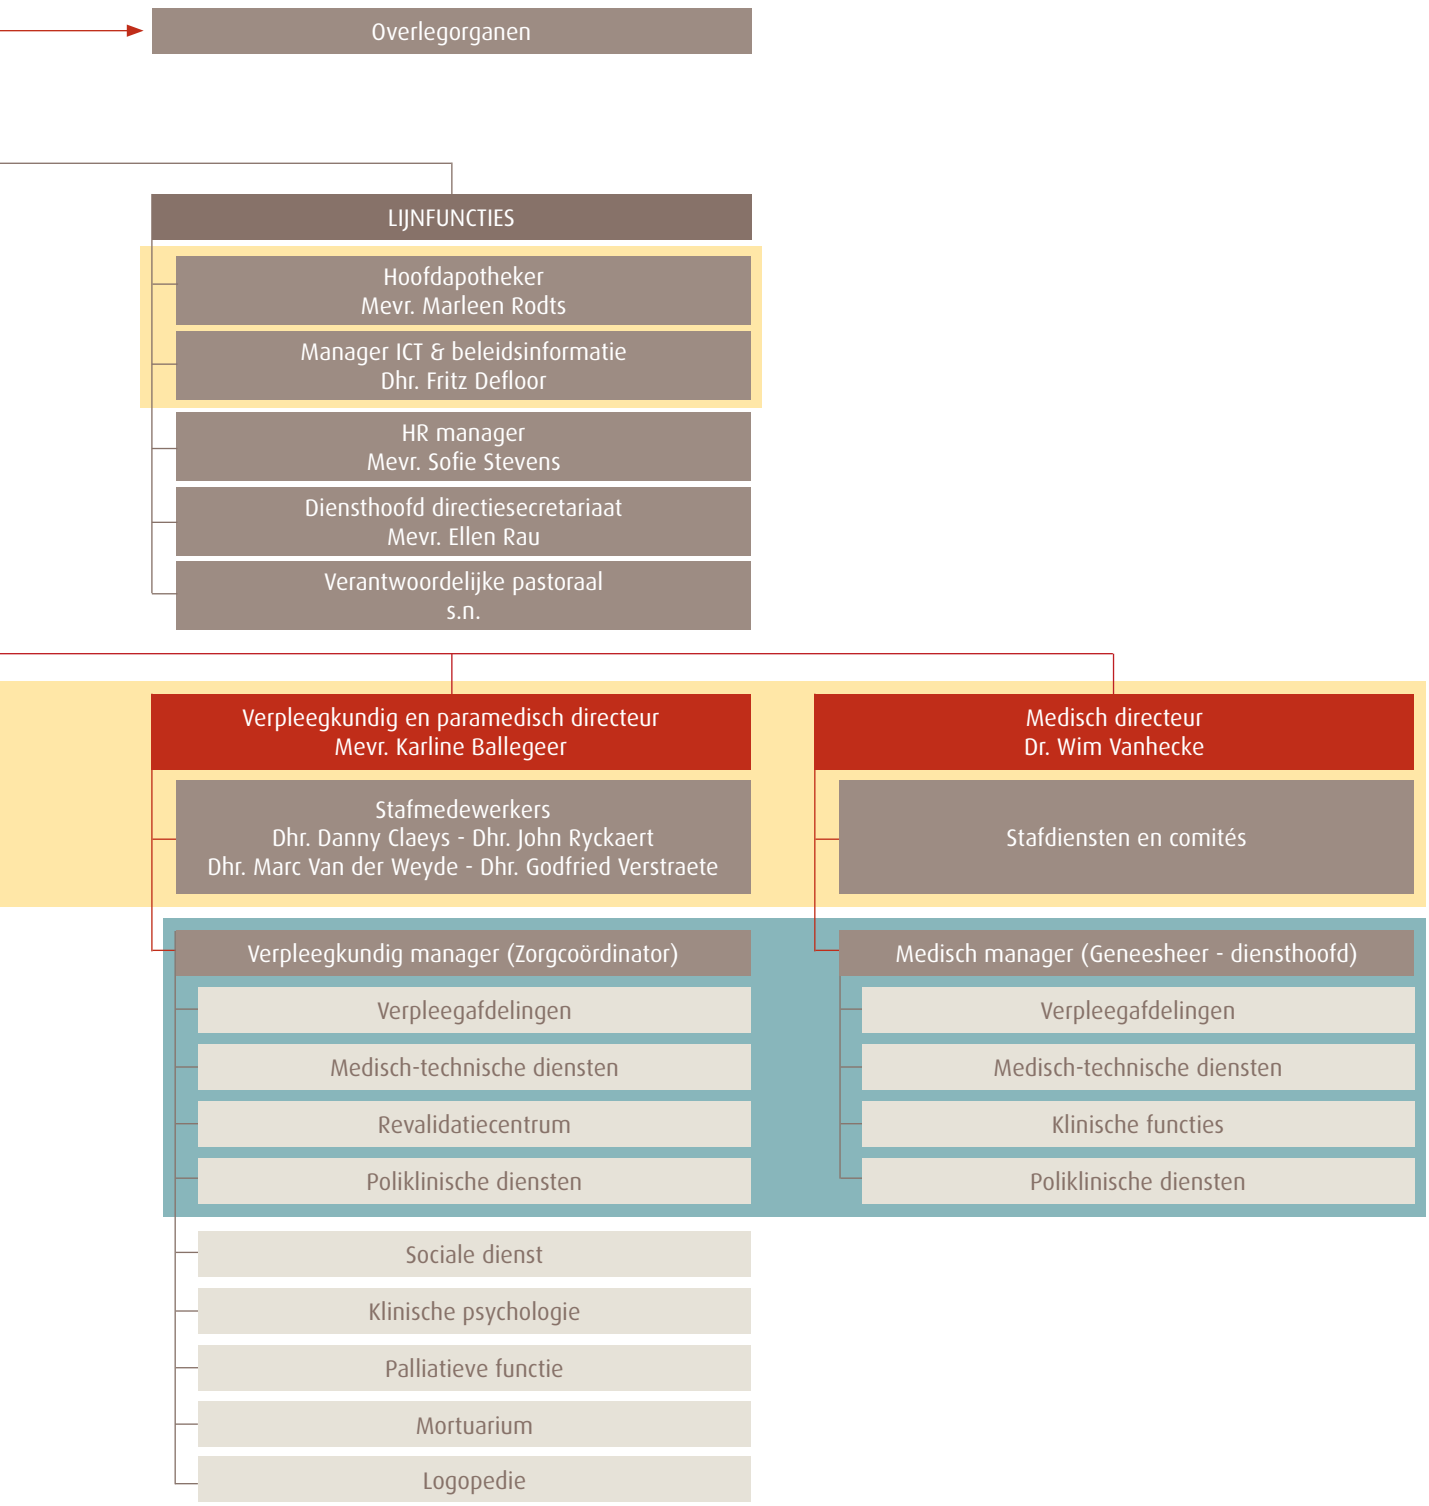 Overlegorganen
LIJNFUNCTIES
Hoofdapotheker
Mevr. Marleen Rodts
Manager ICT & beleidsinformatie
Dhr. Fritz Defloor
HR manager
Mevr. Sofie Stevens
Diensthoofd directiesecretariaat
Mevr. Ellen Rau
Verantwoordelijke pastoraal
s.n.
Verpleegkundig en paramedisch directeur
Mevr. Karline Ballegeer
Stafmedewerkers
Dhr. Danny Claeys - Dhr. John Ryckaert
Dhr. Marc Van der Weyde - Dhr. Godfried Verstraete
Verpleegkundig manager (Zorgcoördinator)
Verpleegafdelingen
Medisch-technische diensten
Revalidatiecentrum
Poliklinische diensten
Sociale dienst
Klinische psychologie
Palliatieve functie
Mortuarium
Logopedie
Medisch directeur
Dr. Wim Vanhecke
Stafdiensten en comités
Medisch manager (Geneesheer - diensthoofd)
Verpleegafdelingen
Medisch-technische diensten
Klinische functies
Poliklinische diensten